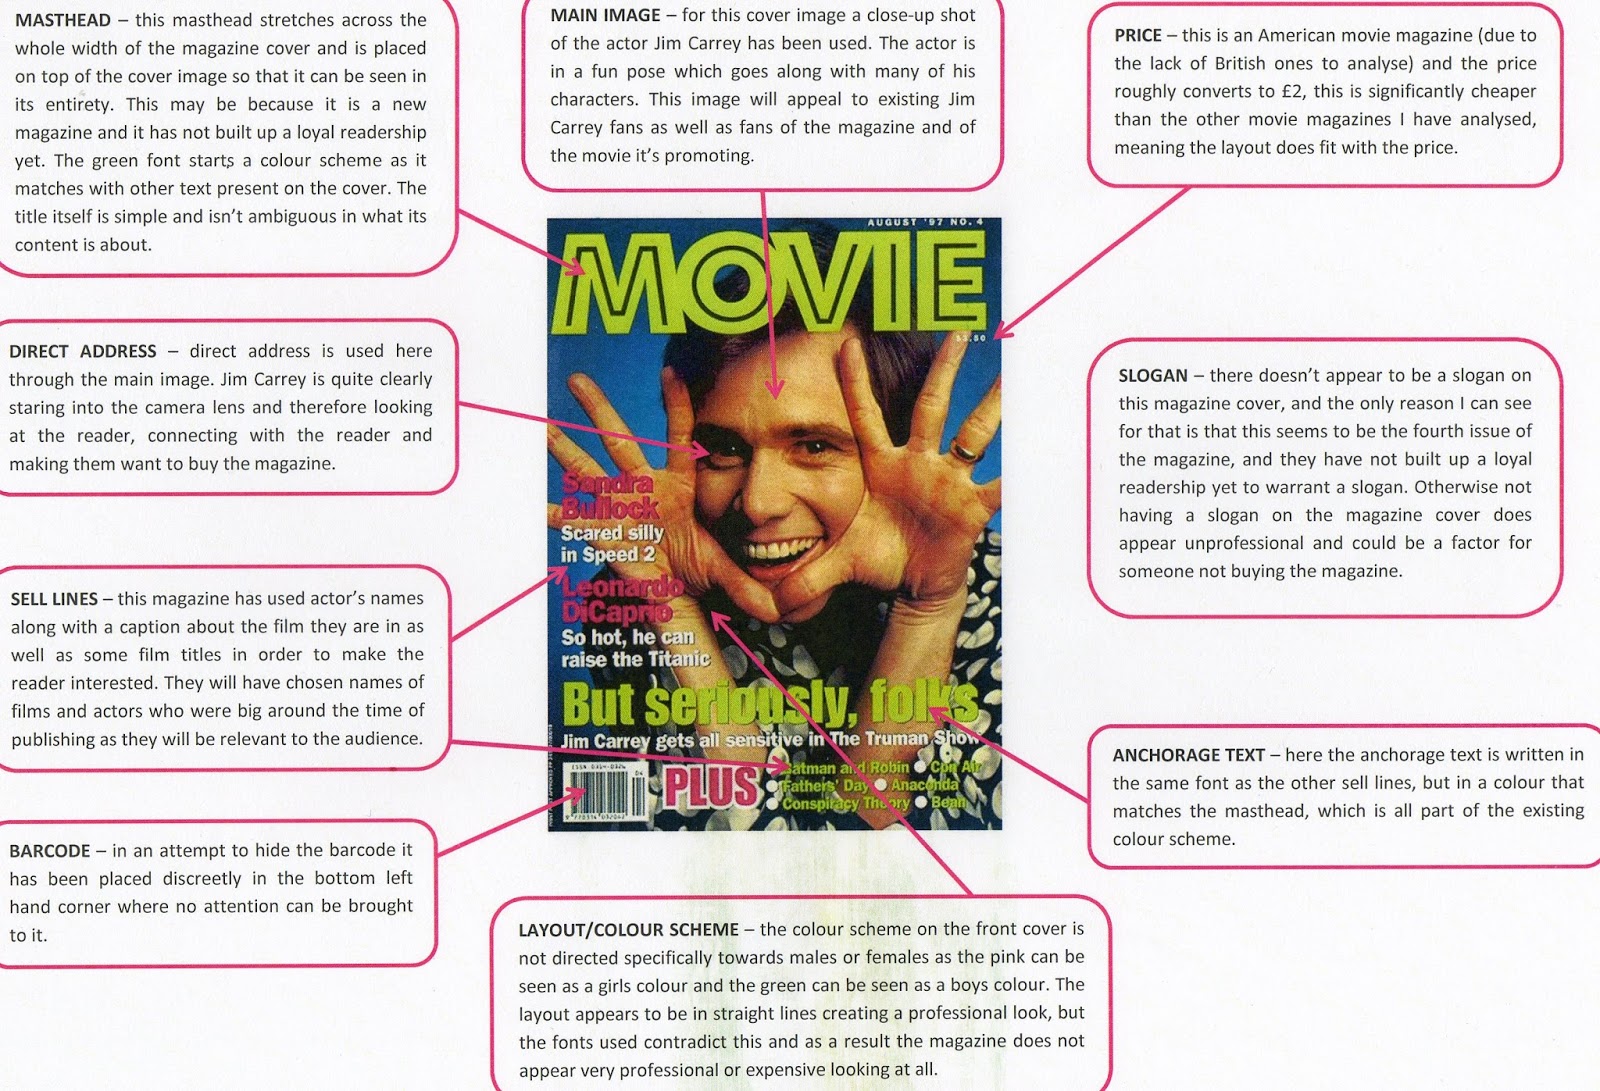 MASTHEAD – this masthead stretches across the
whole width of the magazine cover and is placed
on top of the cover image so that it can be seen in
its entirety. This may be because it is a new
magazine and it has not built up a loyal readership
yet. The green font starts a colour scheme as it
matches with other text present on the cover. The
title itself is simple and isn't ambiguous in what its
content is about.
MAIN IMAGE – for this cover image a close-up shot
of the actor Jim Carrey has been used. The actor is
in a fun pose which goes along with many of his
characters. This image will appeal to existing Jim
Carrey fans as well as fans of the magazine and of
the movie it's promoting.
PRICE – this is an American movie magazine (due to
the lack of British ones to analyse) and the price
roughly converts to £2, this is significantly cheaper
than the other movie magazines I have analysed,
meaning the layout does fit with the price.
DIRECT ADDRESS – direct address is used here
through the main image. Jim Carrey is quite clearly
staring into the camera lens and therefore looking
at the reader, connecting with the reader and
making them want to buy the magazine.
SELL LINES – this magazine has used actor's names
along with a caption about the film they are in as
well as some film titles in order to make the
reader interested. They will have chosen names of
films and actors who were big around the time of
publishing as they will be relevant to the audience.
BARCODE – in an attempt to hide the barcode it
has been placed discreetly in the bottom left
hand corner where no attention can be brought
to it.
AUGUST '97 NO. 4
MOVIE
Sandra
Bullock
Scared silly
in Speed 2
Leonardo
DiCaprio
So hot, he can
raise the Titanic
But seriously, folks
Jim Carrey gets all sensitive in The Truman Show
PLUS
Batman and Robin ● Con Air
● Fathers' Day ● Anaconda
● Conspiracy Theory ● Bean
SLOGAN – there doesn't appear to be a slogan on
this magazine cover, and the only reason I can see
for that is that this seems to be the fourth issue of
the magazine, and they have not built up a loyal
readership yet to warrant a slogan. Otherwise not
having a slogan on the magazine cover does
appear unprofessional and could be a factor for
someone not buying the magazine.
ANCHORAGE TEXT – here the anchorage text is written in
the same font as the other sell lines, but in a colour that
matches the masthead, which is all part of the existing
colour scheme.
LAYOUT/COLOUR SCHEME – the colour scheme on the front cover is
not directed specifically towards males or females as the pink can be
seen as a girls colour and the green can be seen as a boys colour. The
layout appears to be in straight lines creating a professional look, but
the fonts used contradict this and as a result the magazine does not
appear very professional or expensive looking at all.